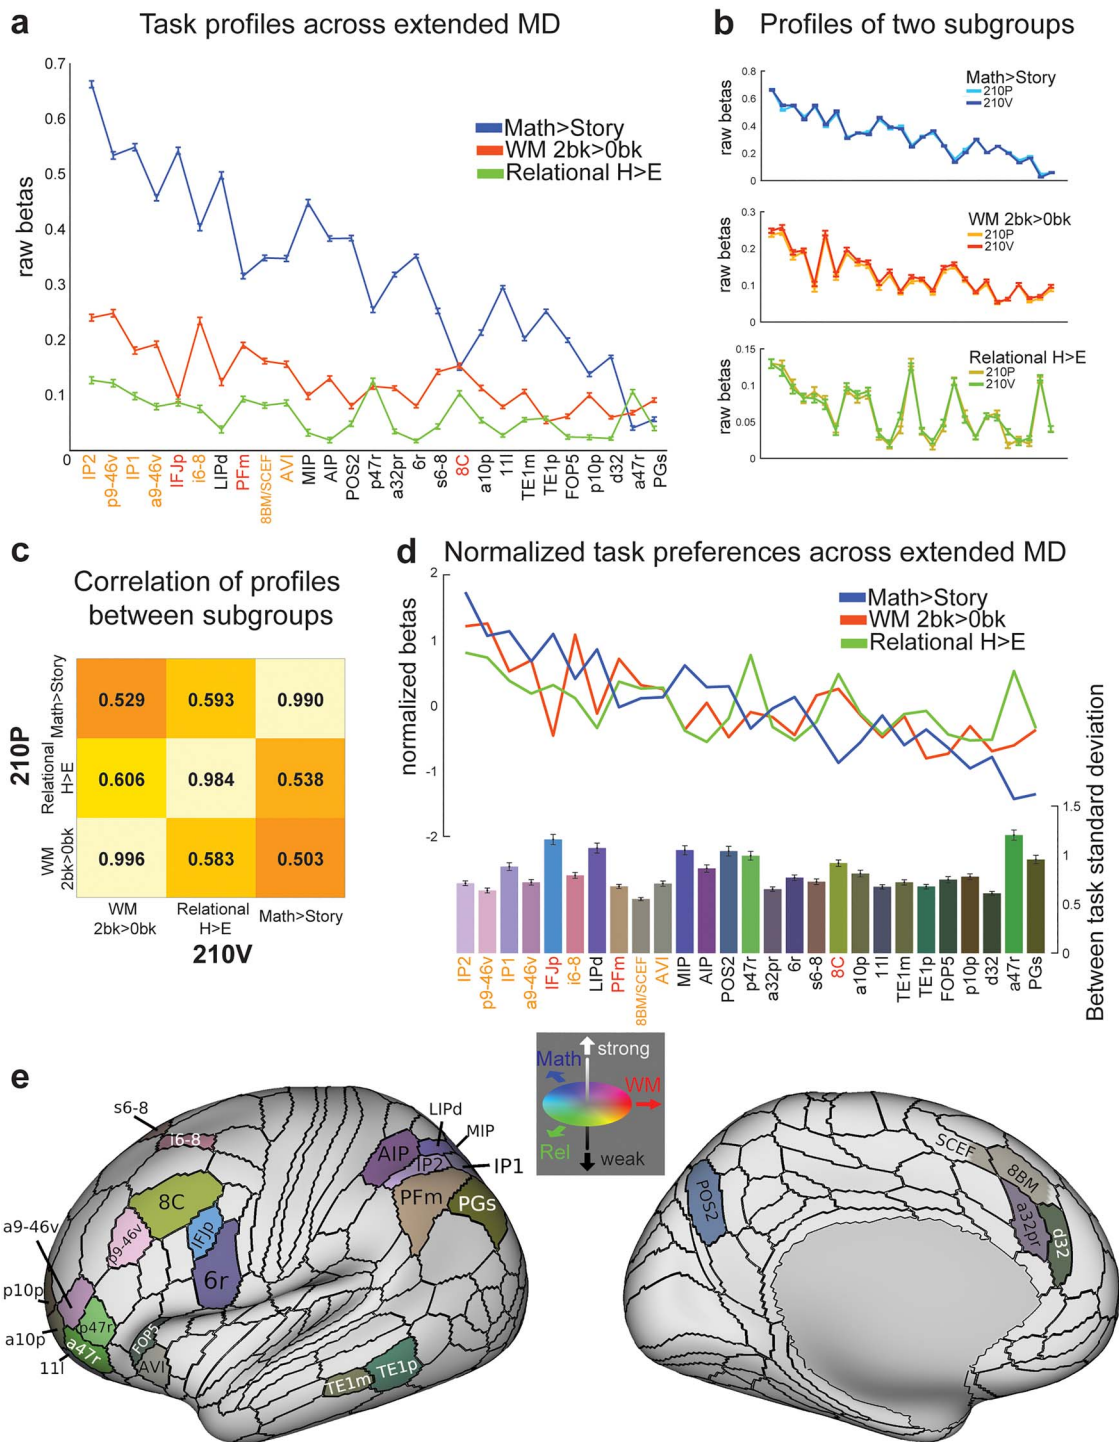 a Task profiles across extended MD
0.7
0.6
0.5
0.4
0.3
0.2
0.1
0
raw betas
Math>Story
WM 2bk>0bk
Relational H>E
IP2
p9-46v
IP1
a9-46v
IFJp
i6-8
LIPd
PFm
8BM/SCEF
AVI
MIP
AIP
POS2
p47r
a32pr
6r
s6-8
8C
a10p
11l
TE1m
TE1p
FOP5
p10p
d32
a47r
PGs
b Profiles of two subgroups
0.8
0.6
0.4
0.2
0
raw betas
Math>Story
210P
210V
0.3
0.2
0.1
0
raw betas
WM 2bk>0bk
210P
210V
0.15
0.1
0.05
0
raw betas
Relational H>E
210P
210V
c
Correlation of profiles
between subgroups
210P
Math>Story
0.529 0.593 0.990
Relational
H>E
0.606 0.984 0.538
WM
2bk>0bk
0.996 0.583 0.503
WM
2bk>0bk
Relational
H>E
Math>Story
210V
d Normalized task preferences across extended MD
2
1
0
-1
-2
normalized betas
Math>Story
WM 2bk>0bk
Relational H>E
1.5
1
0.5
0
Between task standard deviation
IP2
p9-46v
IP1
a9-46v
IFJp
i6-8
LIPd
PFm
8BM/SCEF
AVI
MIP
AIP
POS2
p47r
a32pr
6r
s6-8
8C
a10p
11l
TE1m
TE1p
FOP5
p10p
d32
a47r
PGs
e
strong
Math
WM
Rel
weak
s6-8
i6-8
LIPd
MIP
AIP
IP2
IP1
8C
PFm
PGs
a9-46v
p9-46v
IFJp
6r
p10p
p47r
a10p
a47r
11l
FOP5
AVI
TE1m
TE1p
SCEF
8BM
POS2
a32pr
d32